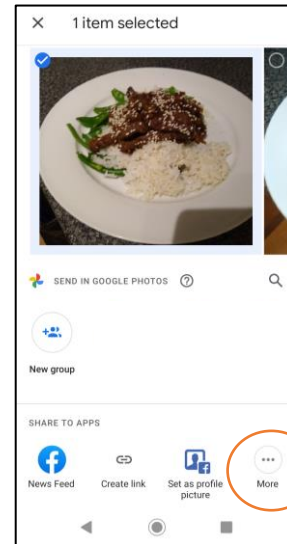 1 item selected
SEND IN GOOGLE PHOTOS
New group
SHARE TO APPS
News Feed
Create link
Set as profile
picture
More